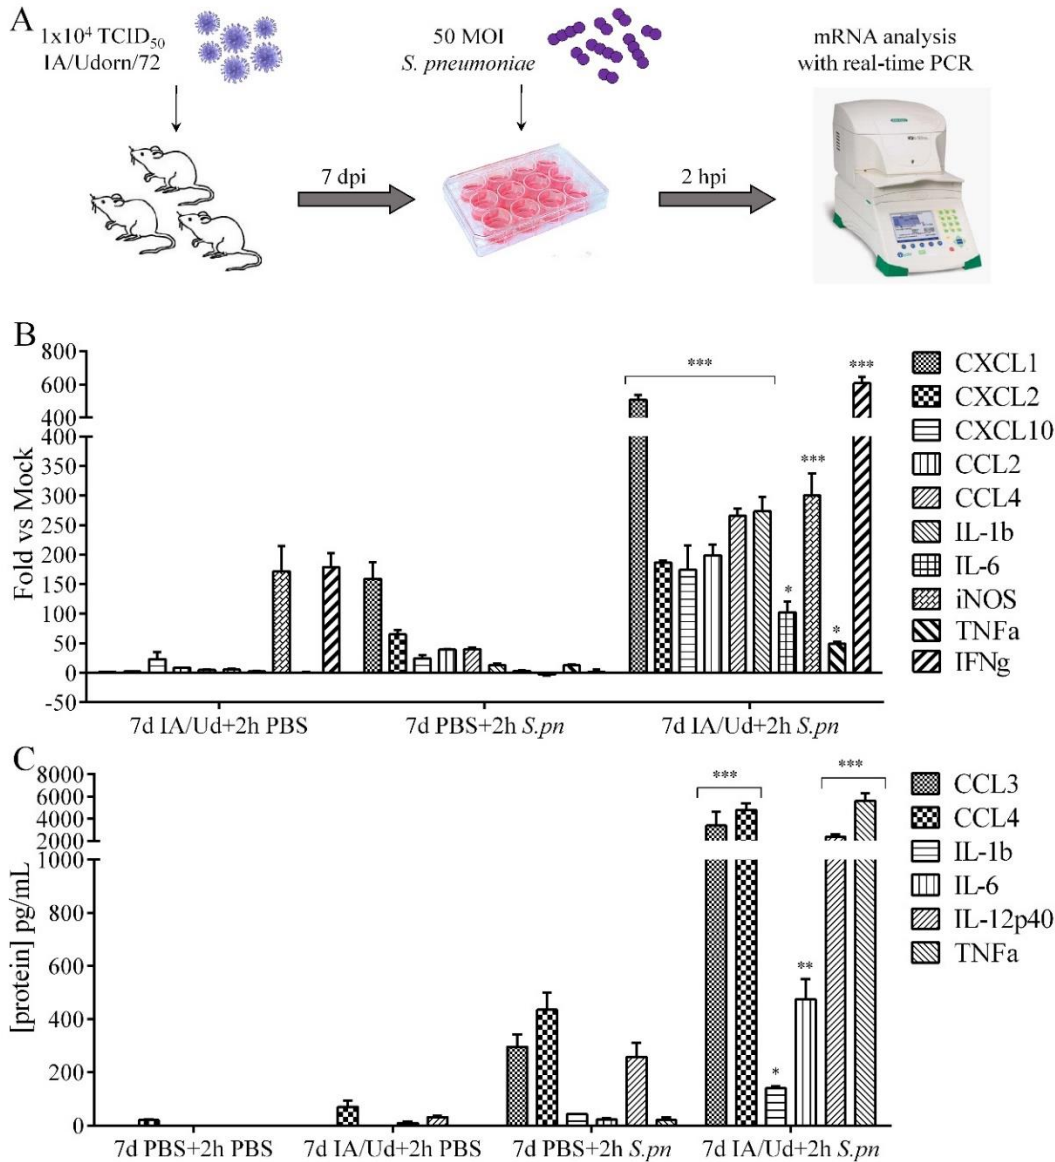 A
1x10⁴ TCID₅₀
IA/Udorn/72
50 MOI
S. pneumoniae
mRNA analysis
with real-time PCR
7 dpi
2 hpi
B
Fold vs Mock
800
600
400
400
350
300
250
200
150
100
50
0
-50
***
***
***
*
*
7d IA/Ud+2h PBS
7d PBS+2h S.pn
7d IA/Ud+2h S.pn
CXCL1
CXCL2
CXCL10
CCL2
CCL4
IL-1b
IL-6
iNOS
TNFa
IFNg
C
[protein] pg/mL
8000
6000
4000
2000
1000
800
600
400
200
0
***
***
**
*
7d PBS+2h PBS
7d IA/Ud+2h PBS
7d PBS+2h S.pn
7d IA/Ud+2h S.pn
CCL3
CCL4
IL-1b
IL-6
IL-12p40
TNFa